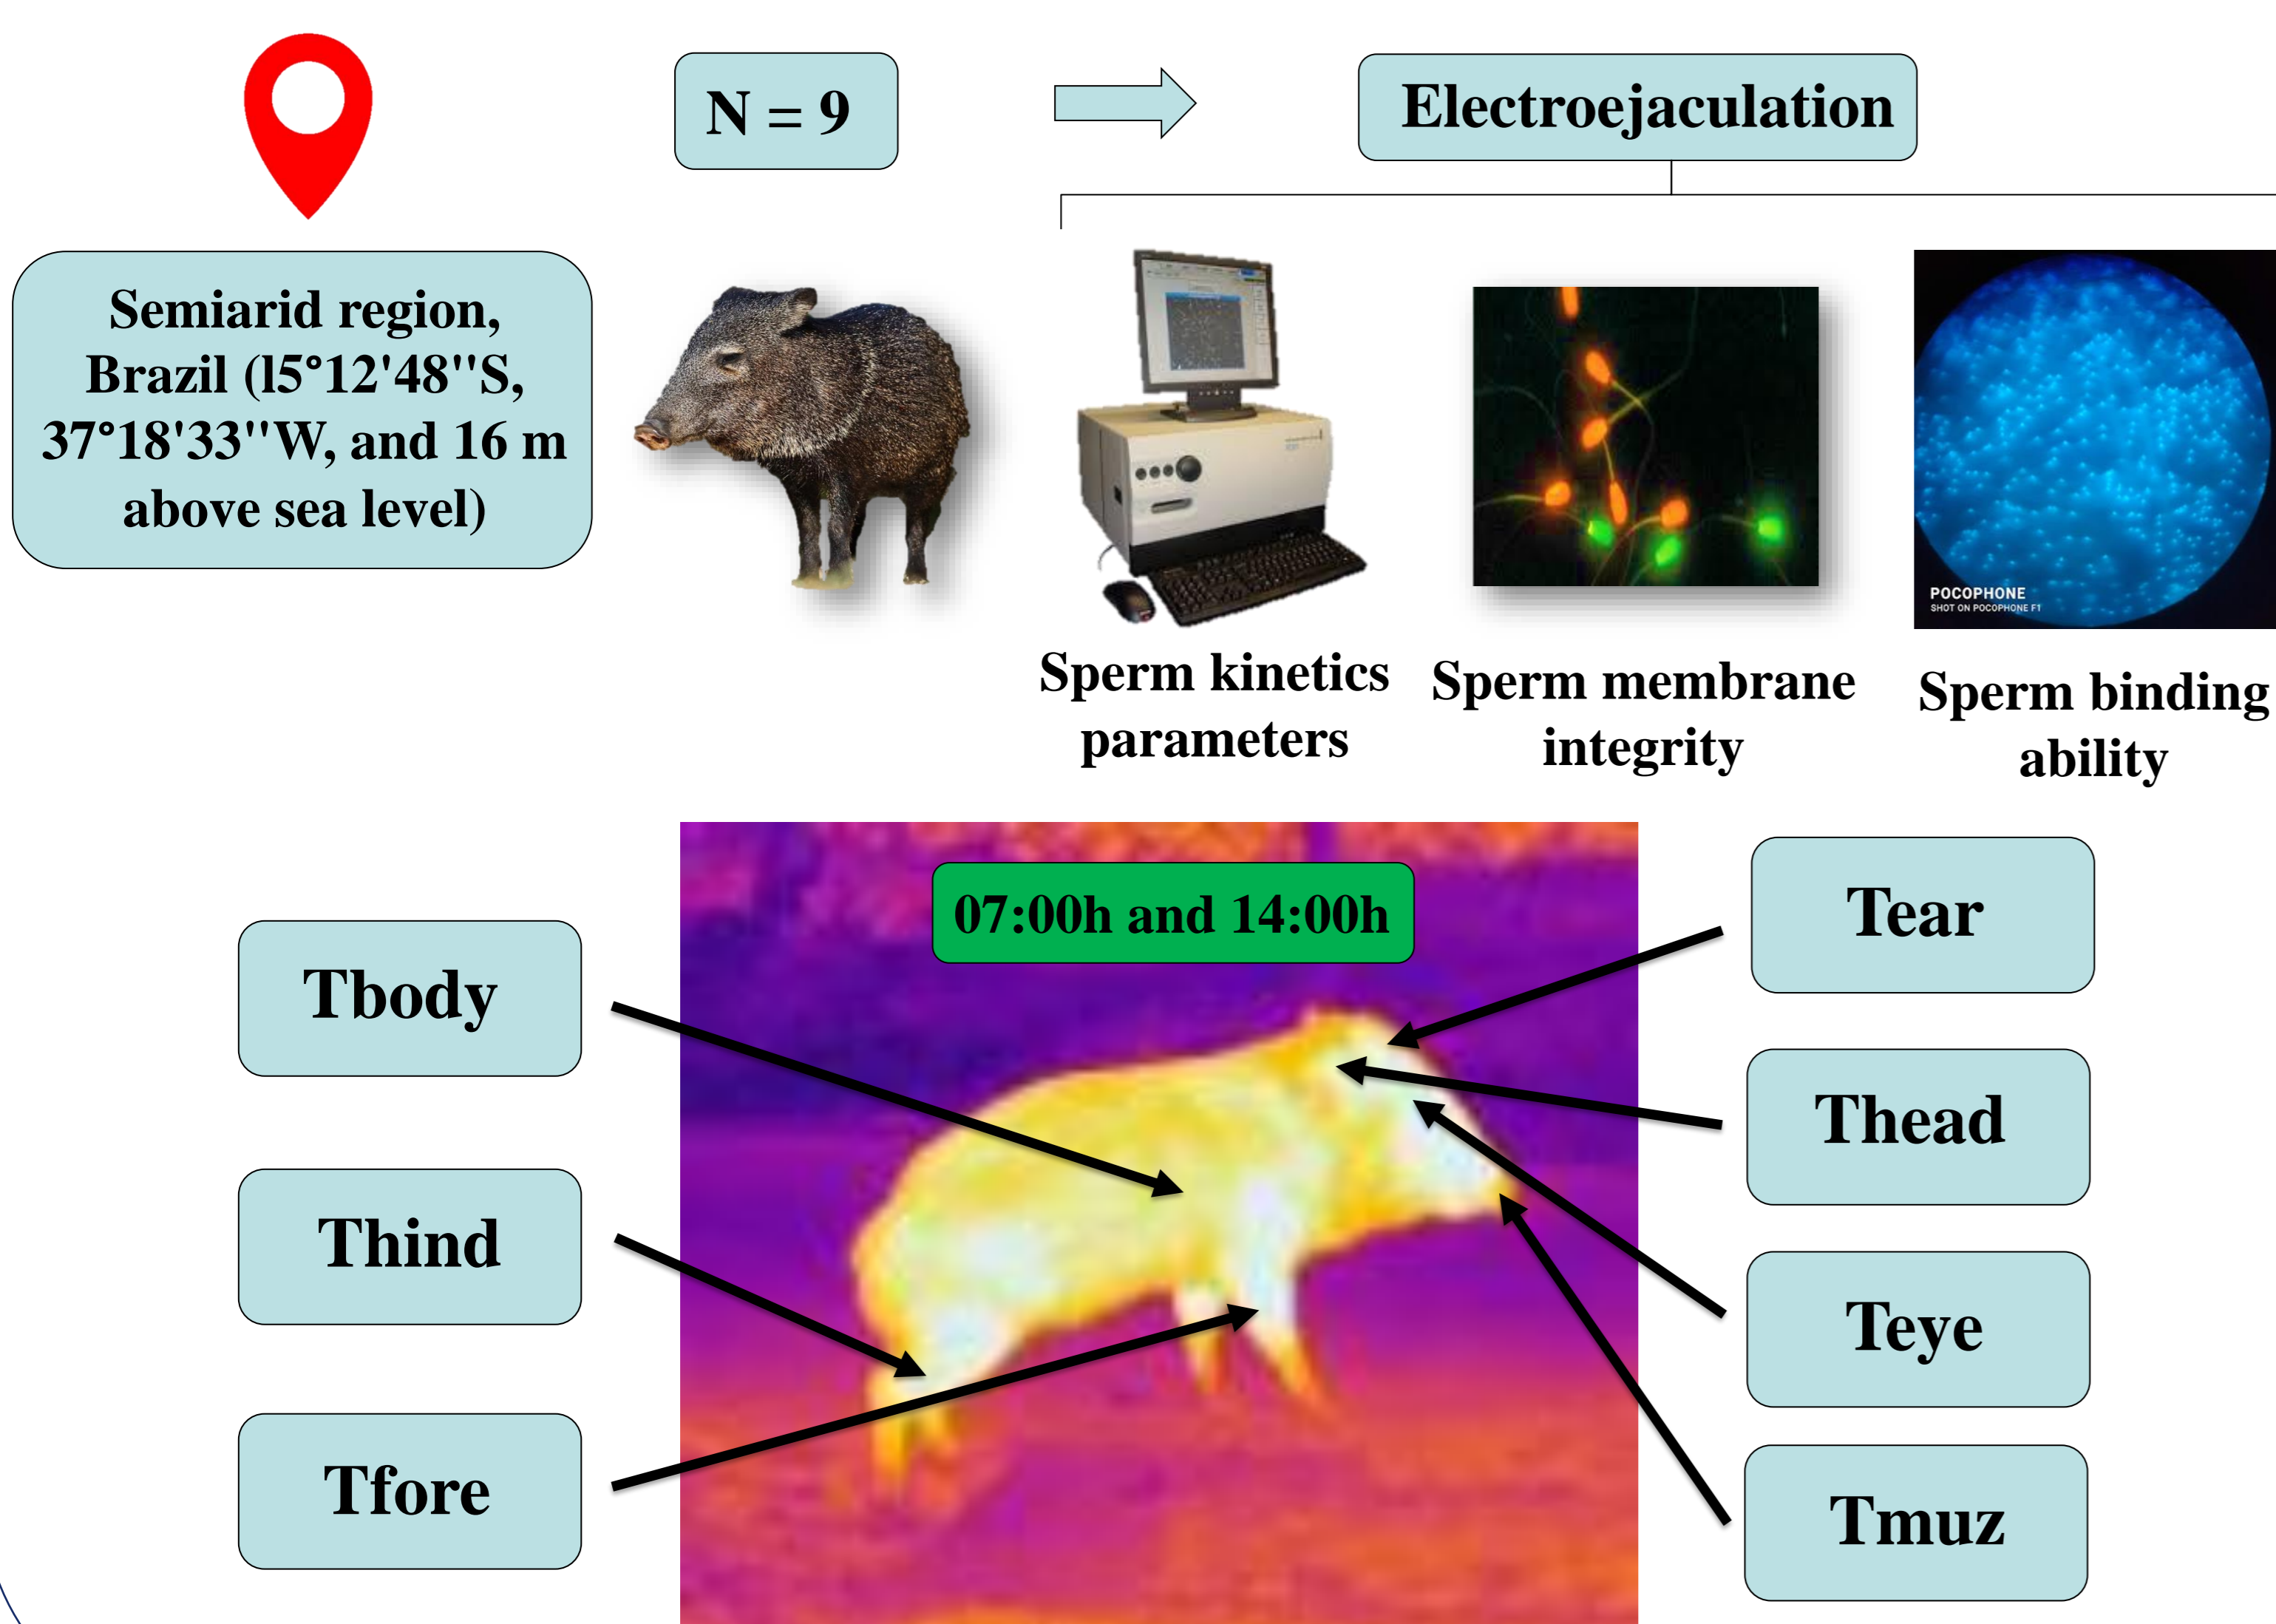 N = 9
Electroejaculation
Semiarid region,
Brazil (l5°12'48''S,
37°18'33''W, and 16 m
above sea level)
POCOPHONE
SHOT ON POCOPHONE F1
Sperm kinetics
parameters
Sperm membrane
integrity
Sperm binding
ability
07:00h and 14:00h
Tbody
Thind
Tfore
Tear
Thead
Teye
Tmuz